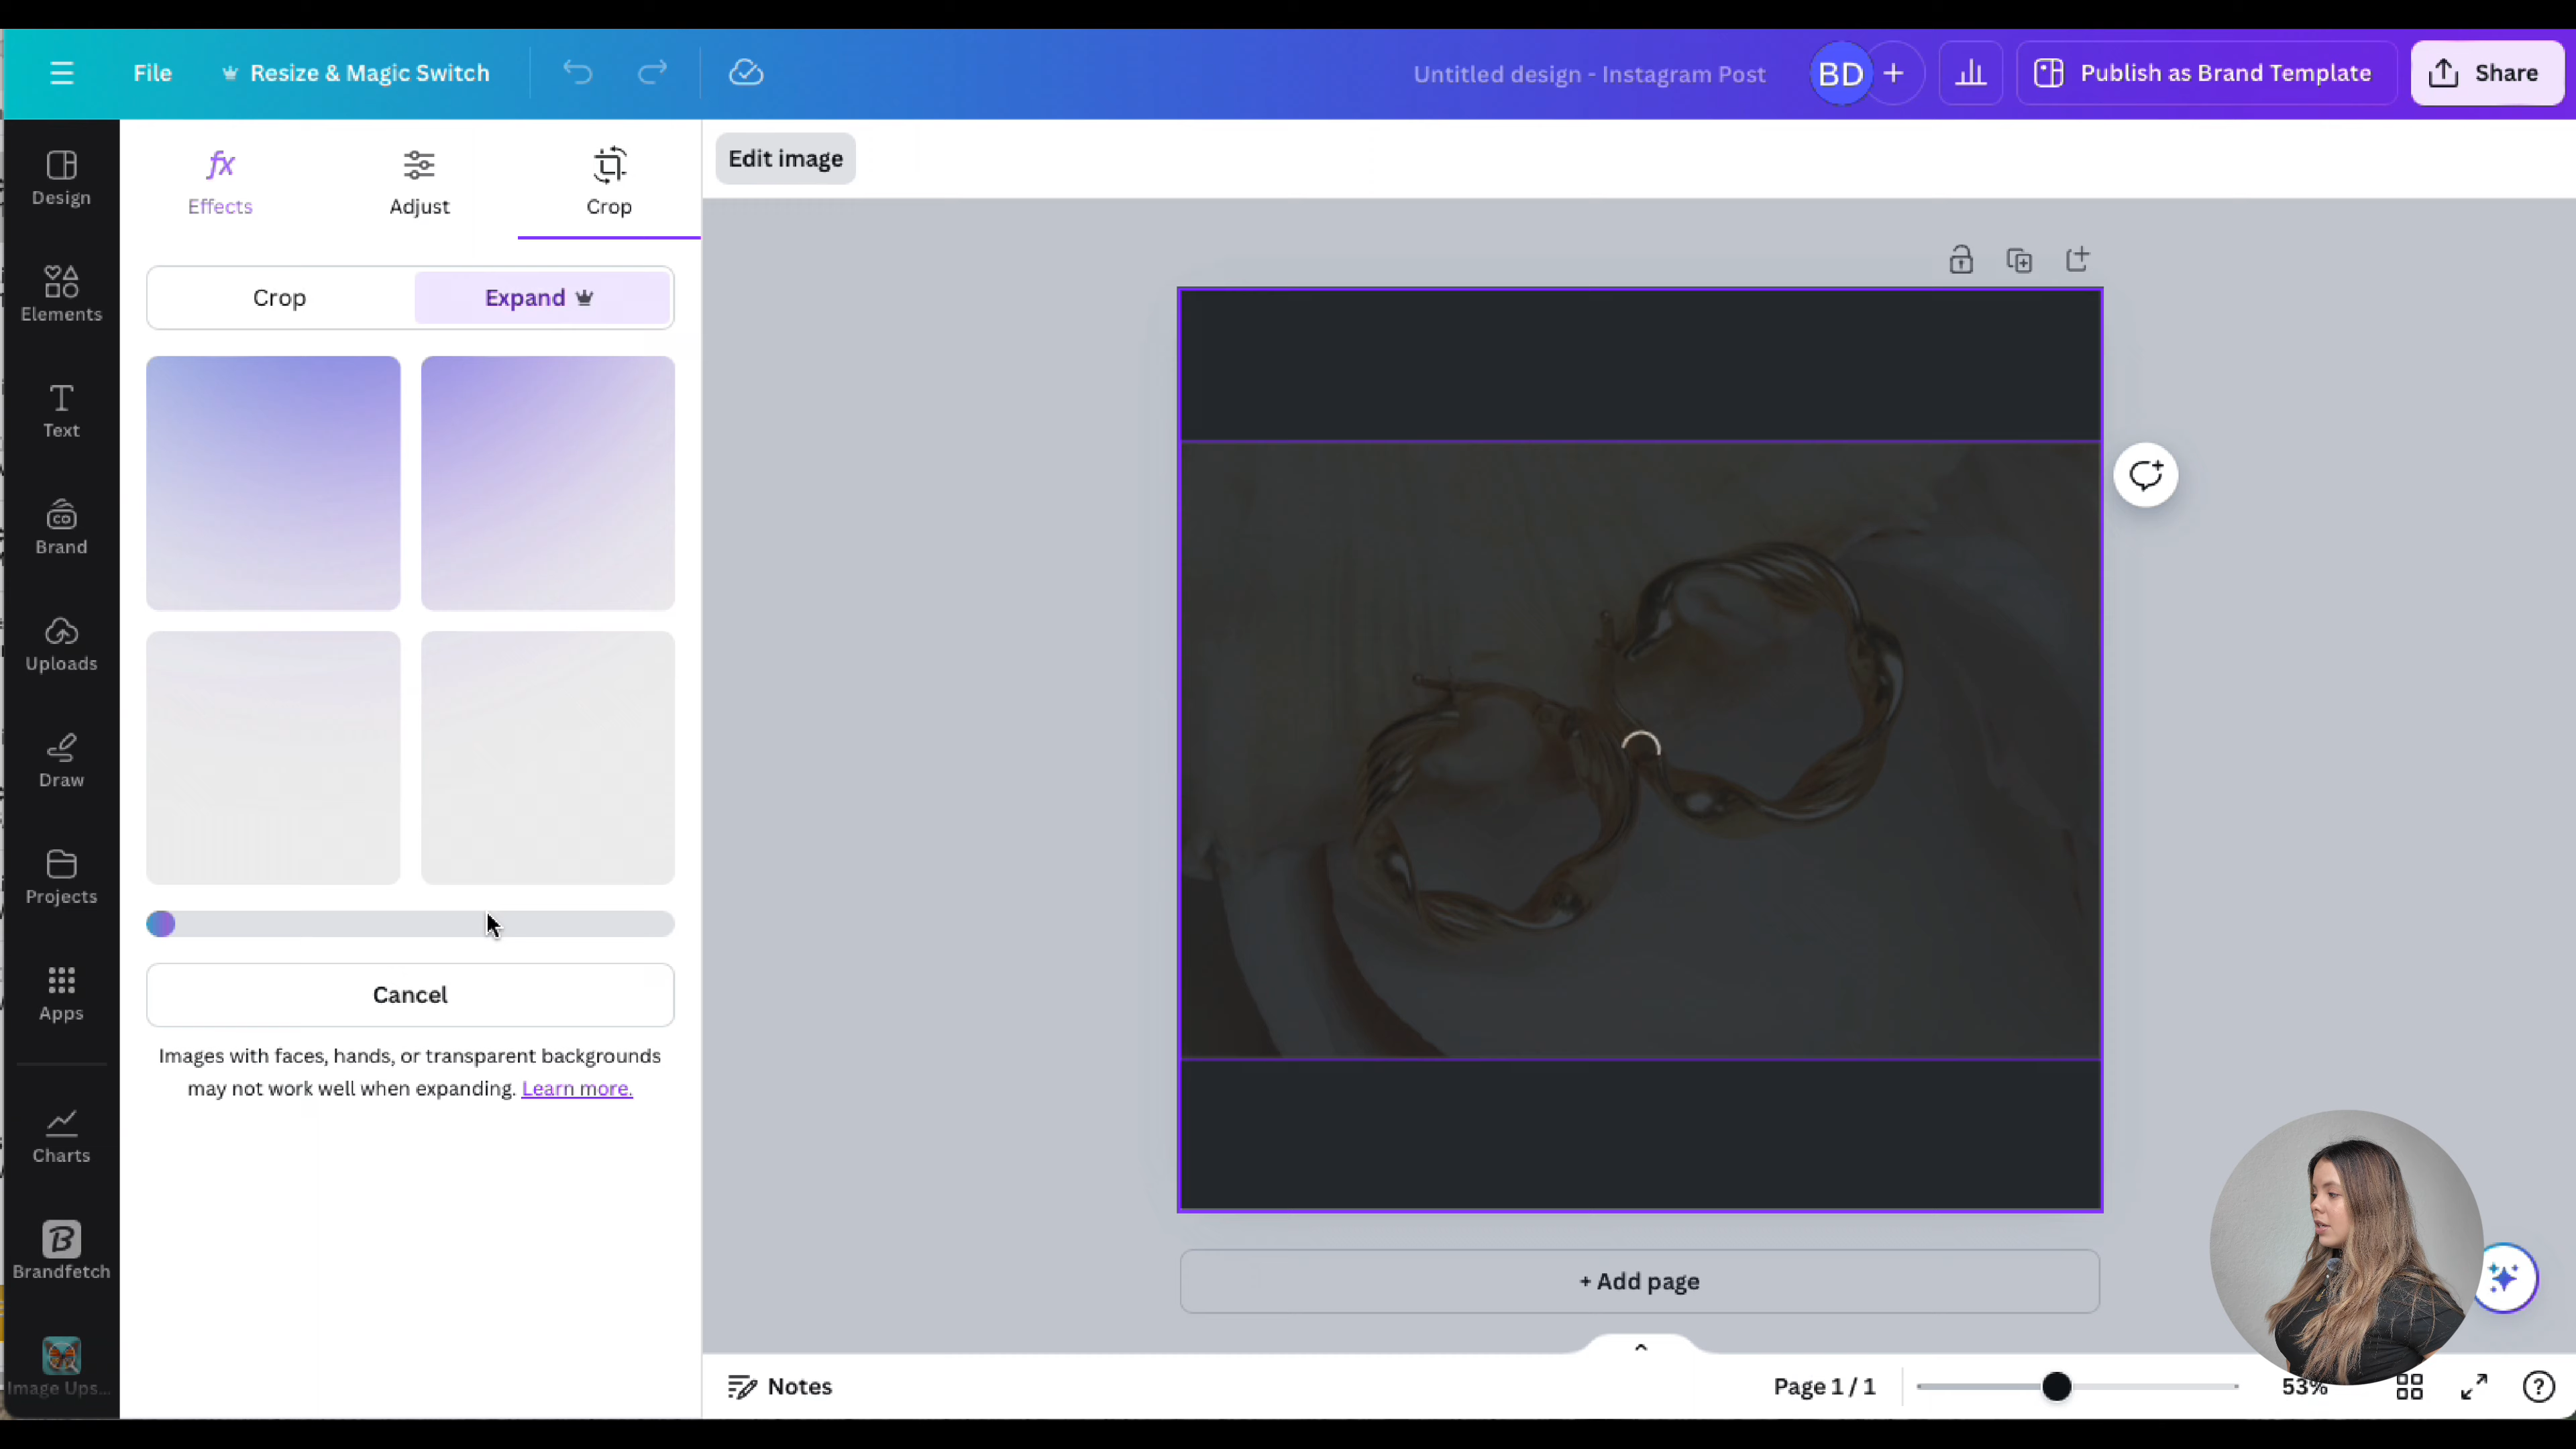 File
Resize & Magic Switch
Untitled design - Instagram Post
BD
Publish as Brand Template
Share
Design
Elements
Text
CO
Brand
Uploads
Draw
Projects
Apps
Charts
B
Brandfetch
Image Ups...
fx
Effects
Adjust
Crop
Crop
Expand
Cancel
Images with faces, hands, or transparent backgrounds
may not work well when expanding. Learn more.
Edit image
+ Add page
Notes
Page 1 / 1
53%